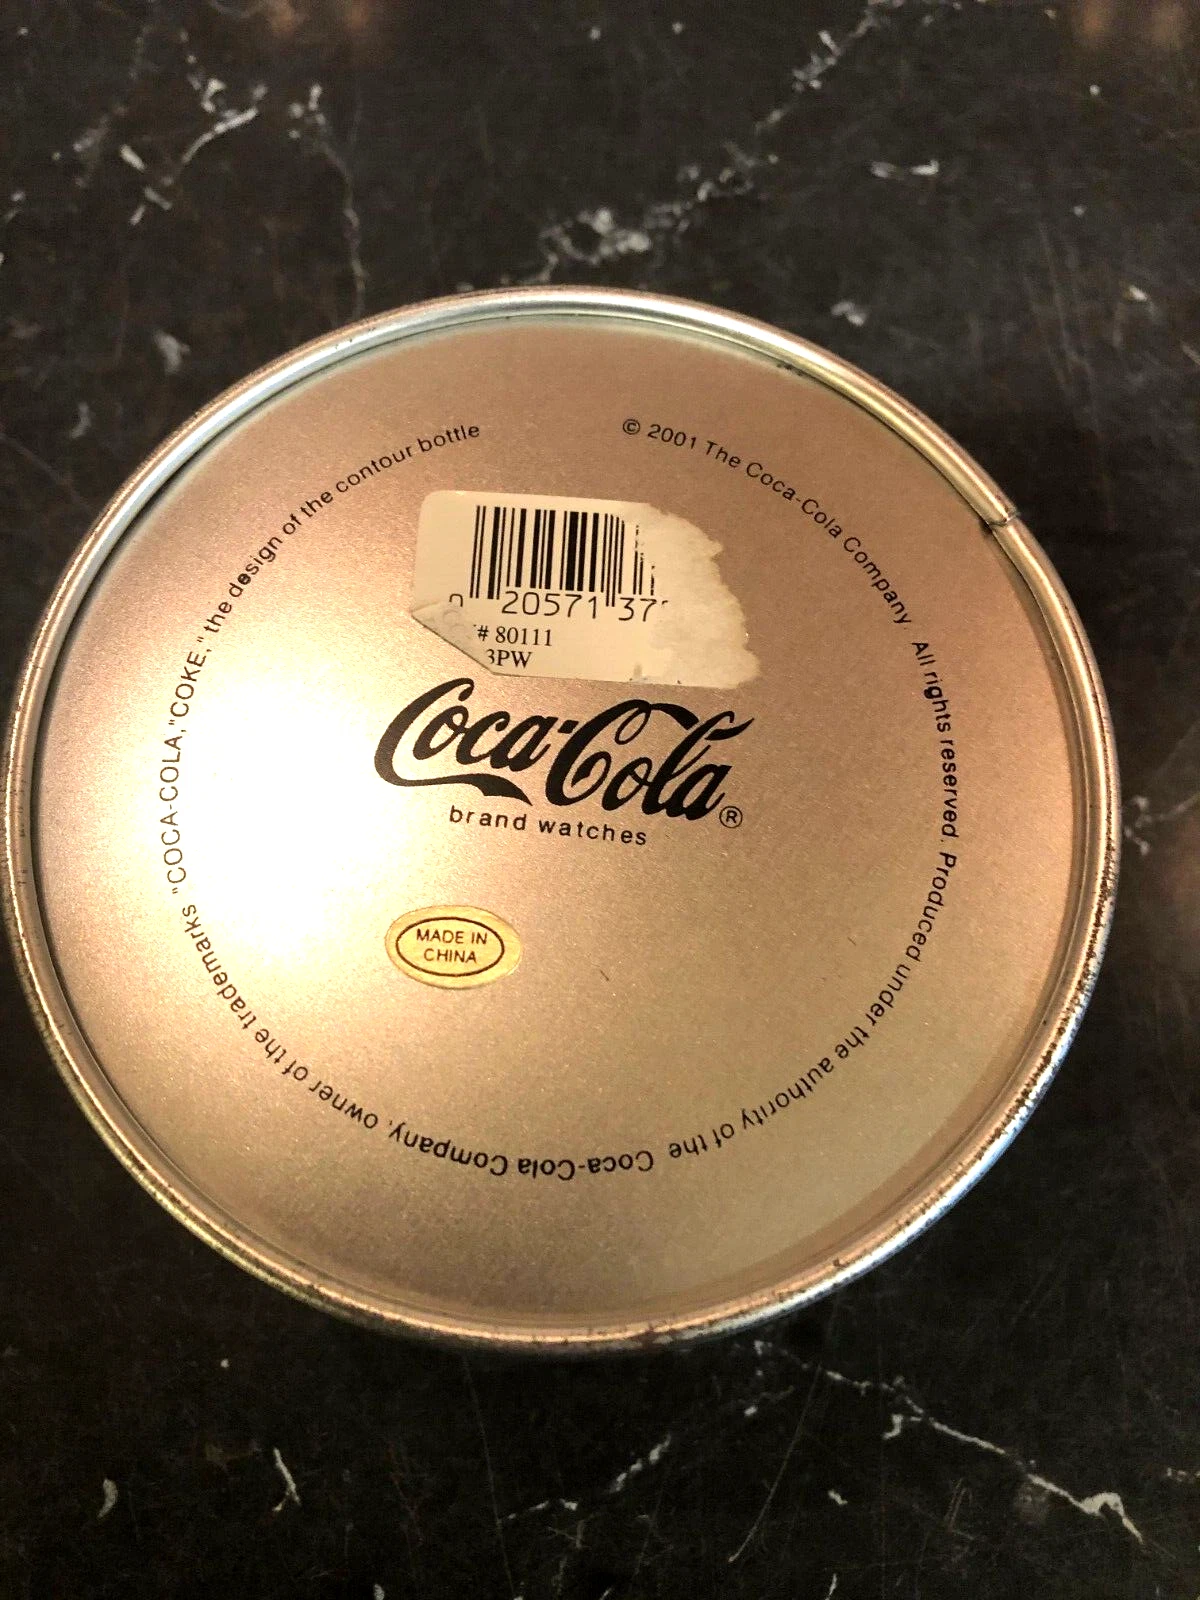 © 2001 The Coca-Cola Company. All rights reserved. Produced under the authority of the Coca-Cola Company, owner of the trademarks "COCA-COLA,"COKE," the design of the contour bottle
20571 37
# 80111
3PW
Coca-Cola®
brand watches
MADE IN
CHINA